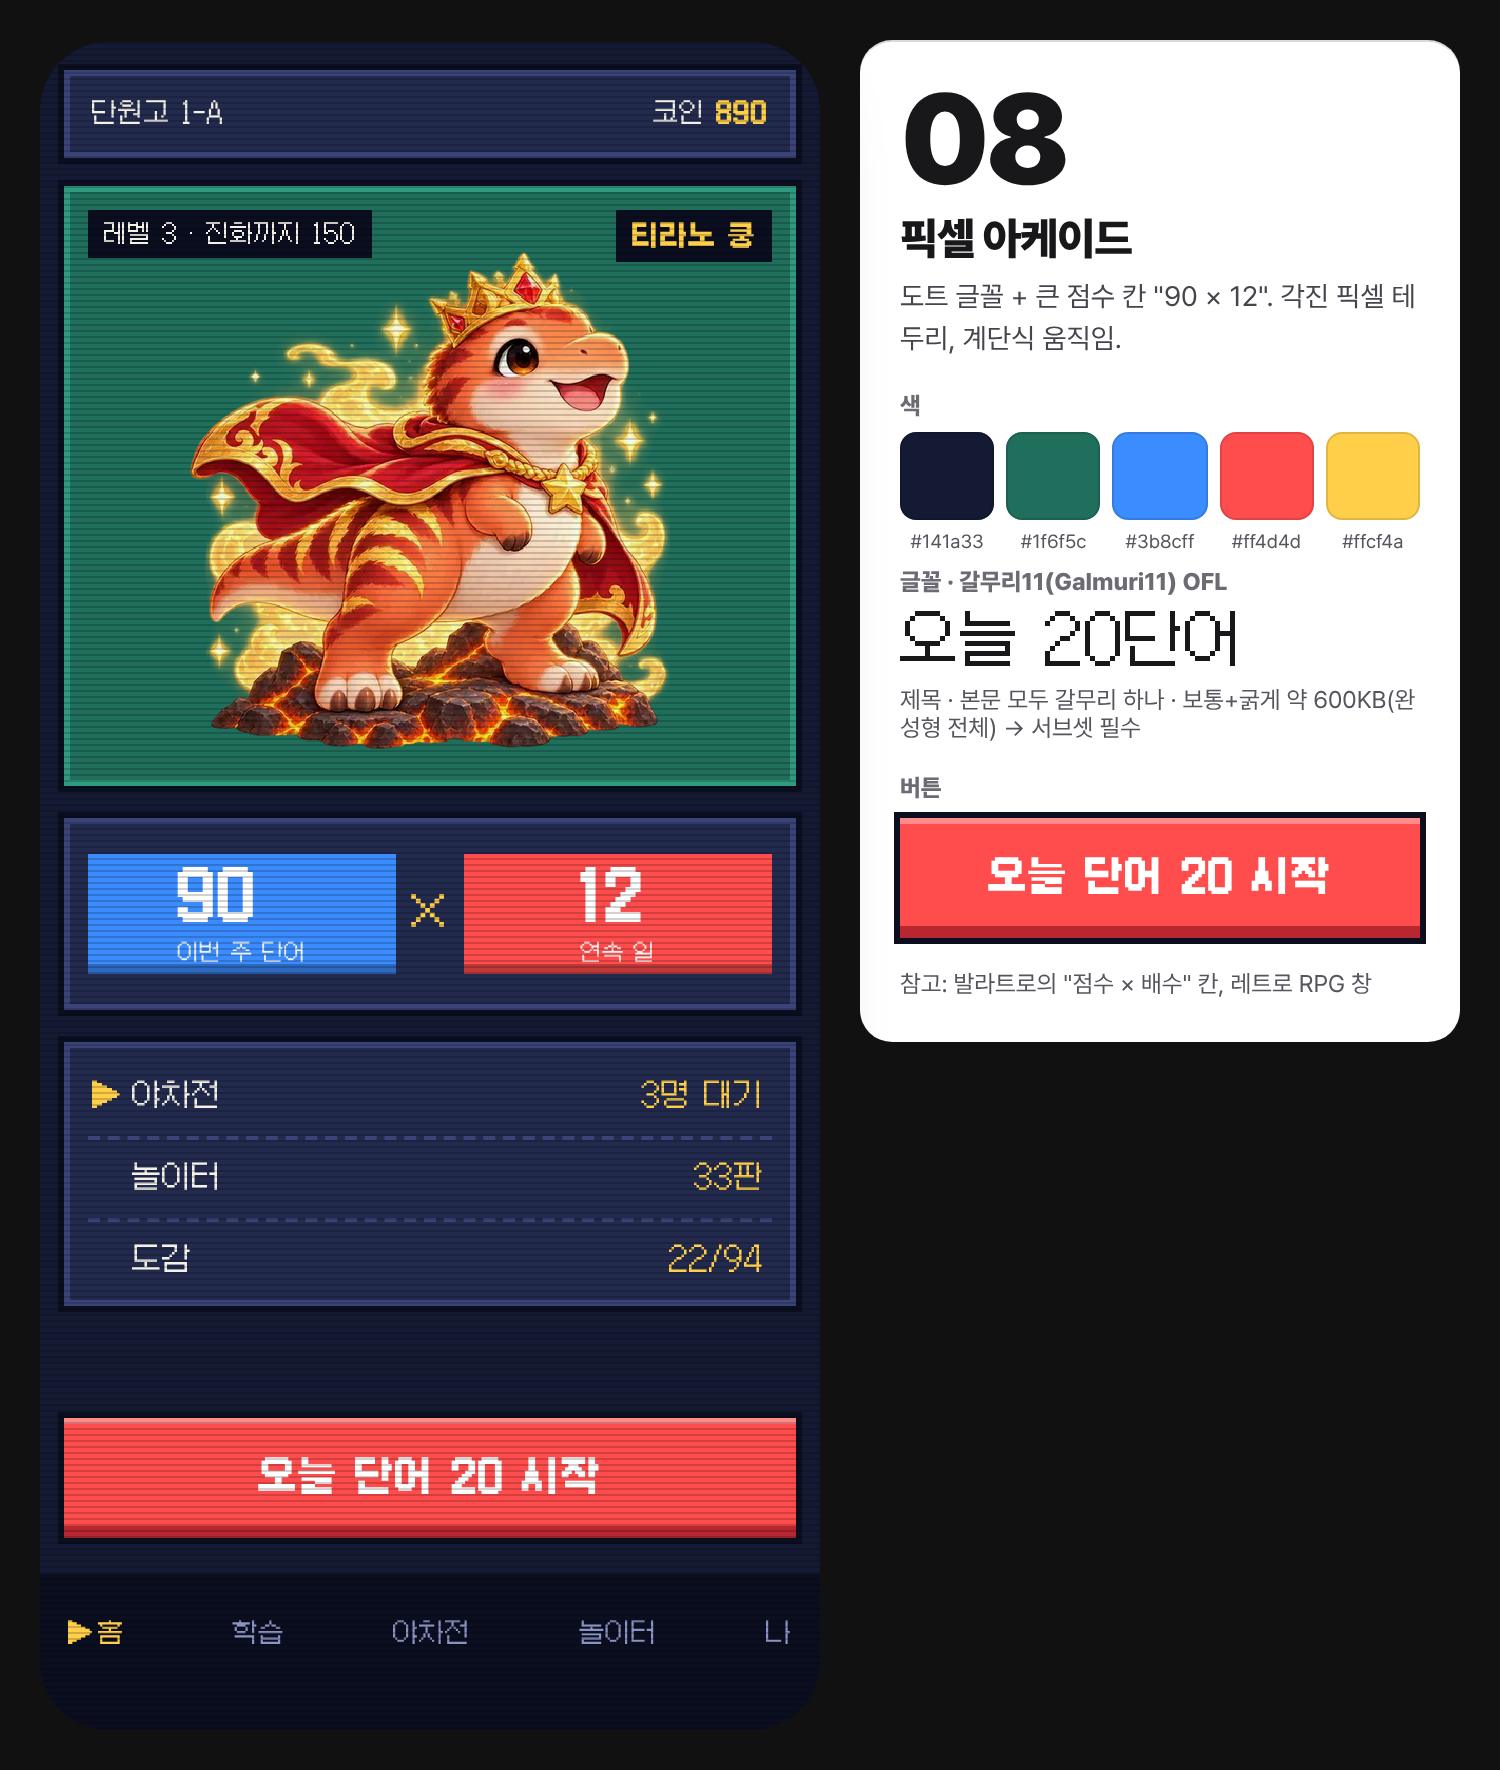 단원고 1-A
코인 890
레벨 3 · 진화까지 150
티라노 쿵
90
이번 주 단어
×
12
연속 일
▶야차전
3명 대기
놀이터
33판
도감
22/94
오늘 단어 20 시작
▶홈
학습
야차전
놀이터
나
08
픽셀 아케이드
도트 글꼴 + 큰 점수 칸 "90 × 12". 각진 픽셀 테
두리, 계단식 움직임.
색
#141a33
#1f6f5c
#3b8cff
#ff4d4d
#ffcf4a
글꼴 · 갈무리11(Galmuri11) OFL
오늘 20단어
제목 · 본문 모두 갈무리 하나 · 보통+굵게 약 600KB(완
성형 전체) → 서브셋 필수
버튼
오늘 단어 20 시작
참고: 발라트로의 "점수 × 배수" 칸, 레트로 RPG 창